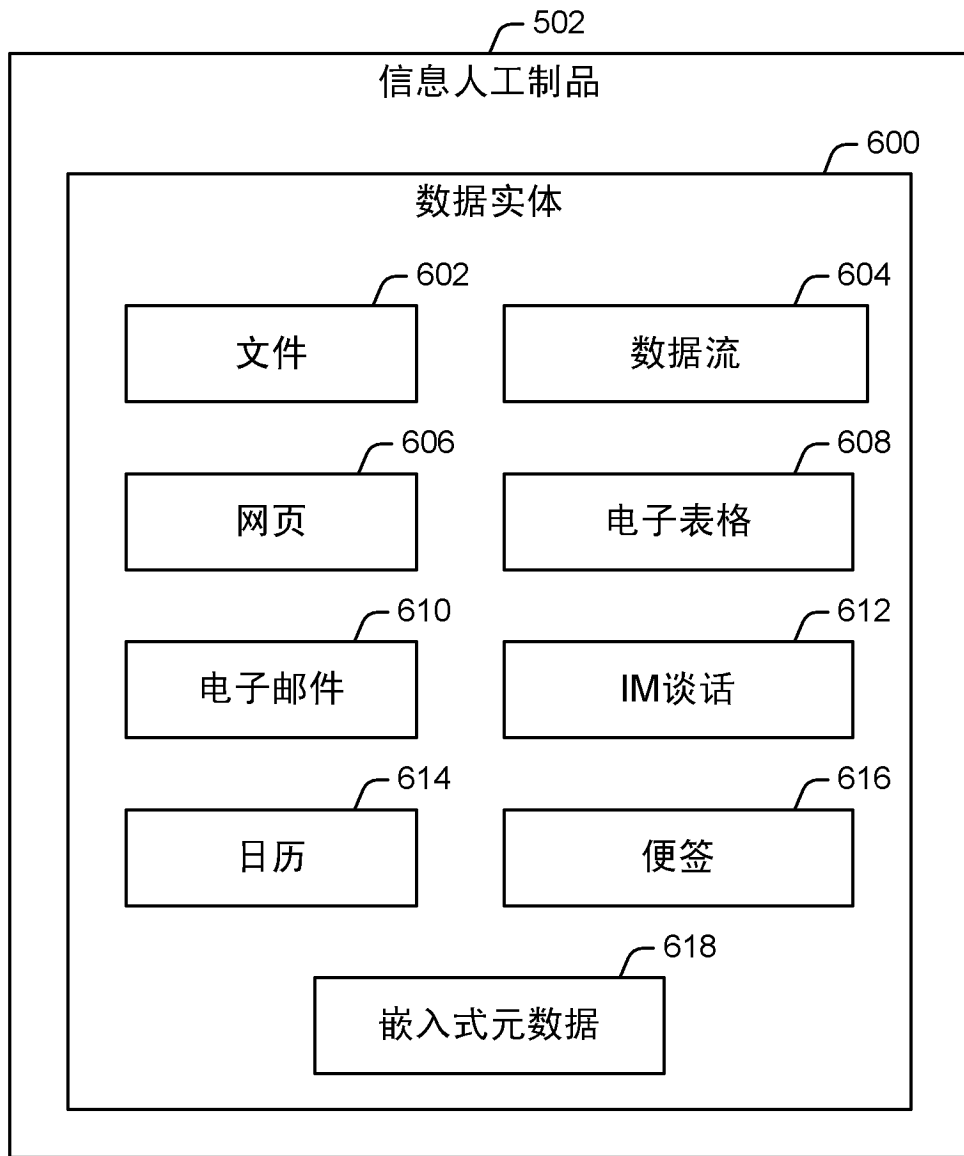 502
信息人工制品
600
数据实体
602
604
文件
数据流
606
608
网页
电子表格
610
612
电子邮件
IM谈话
614
616
日历
便签
618
嵌入式元数据